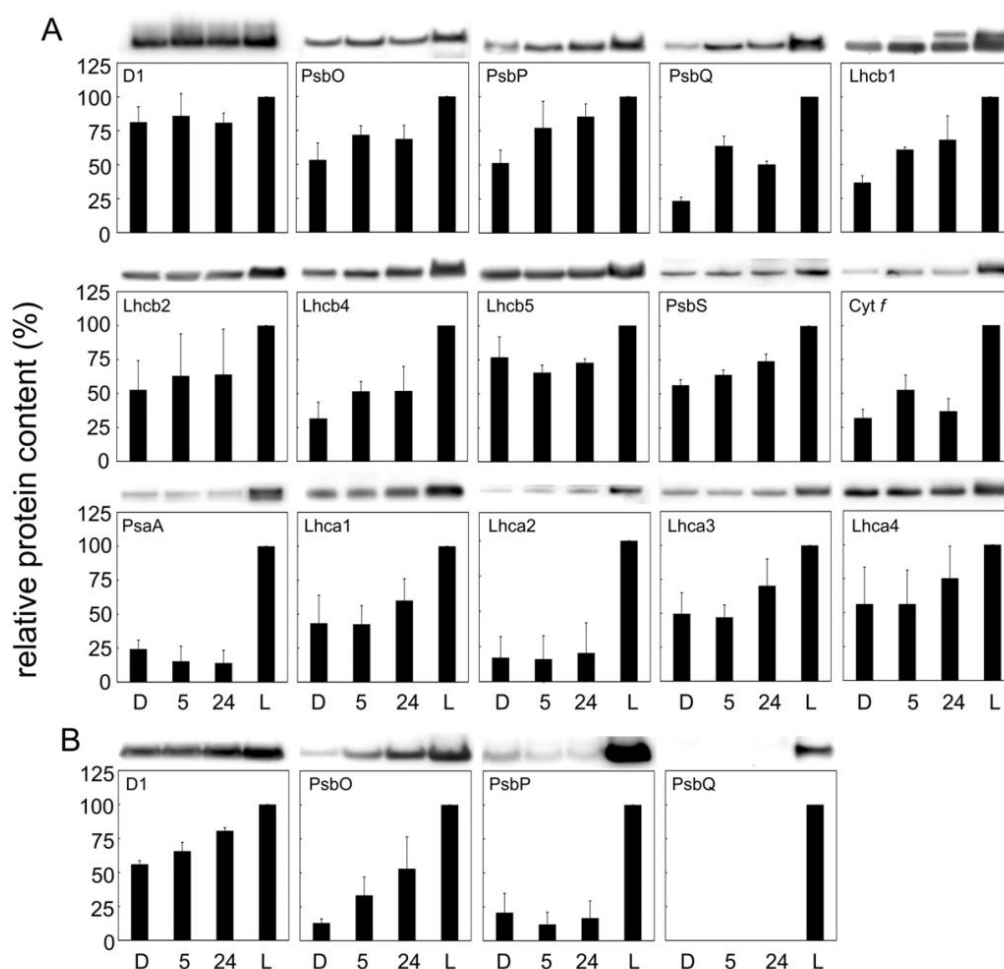 A
relative protein content (%)
D1 PsbO PsbP PsbQ Lhcb1
125
100
75
50
25
0
Lhcb2 Lhcb4 Lhcb5 PsbS Cyt f
125
100
75
50
25
0
PsaA Lhca1 Lhca2 Lhca3 Lhca4
125
100
75
50
25
0
D 5 24 L D 5 24 L D 5 24 L D 5 24 L D 5 24 L
B
D1 PsbO PsbP PsbQ
125
100
75
50
25
0
D 5 24 L D 5 24 L D 5 24 L D 5 24 L